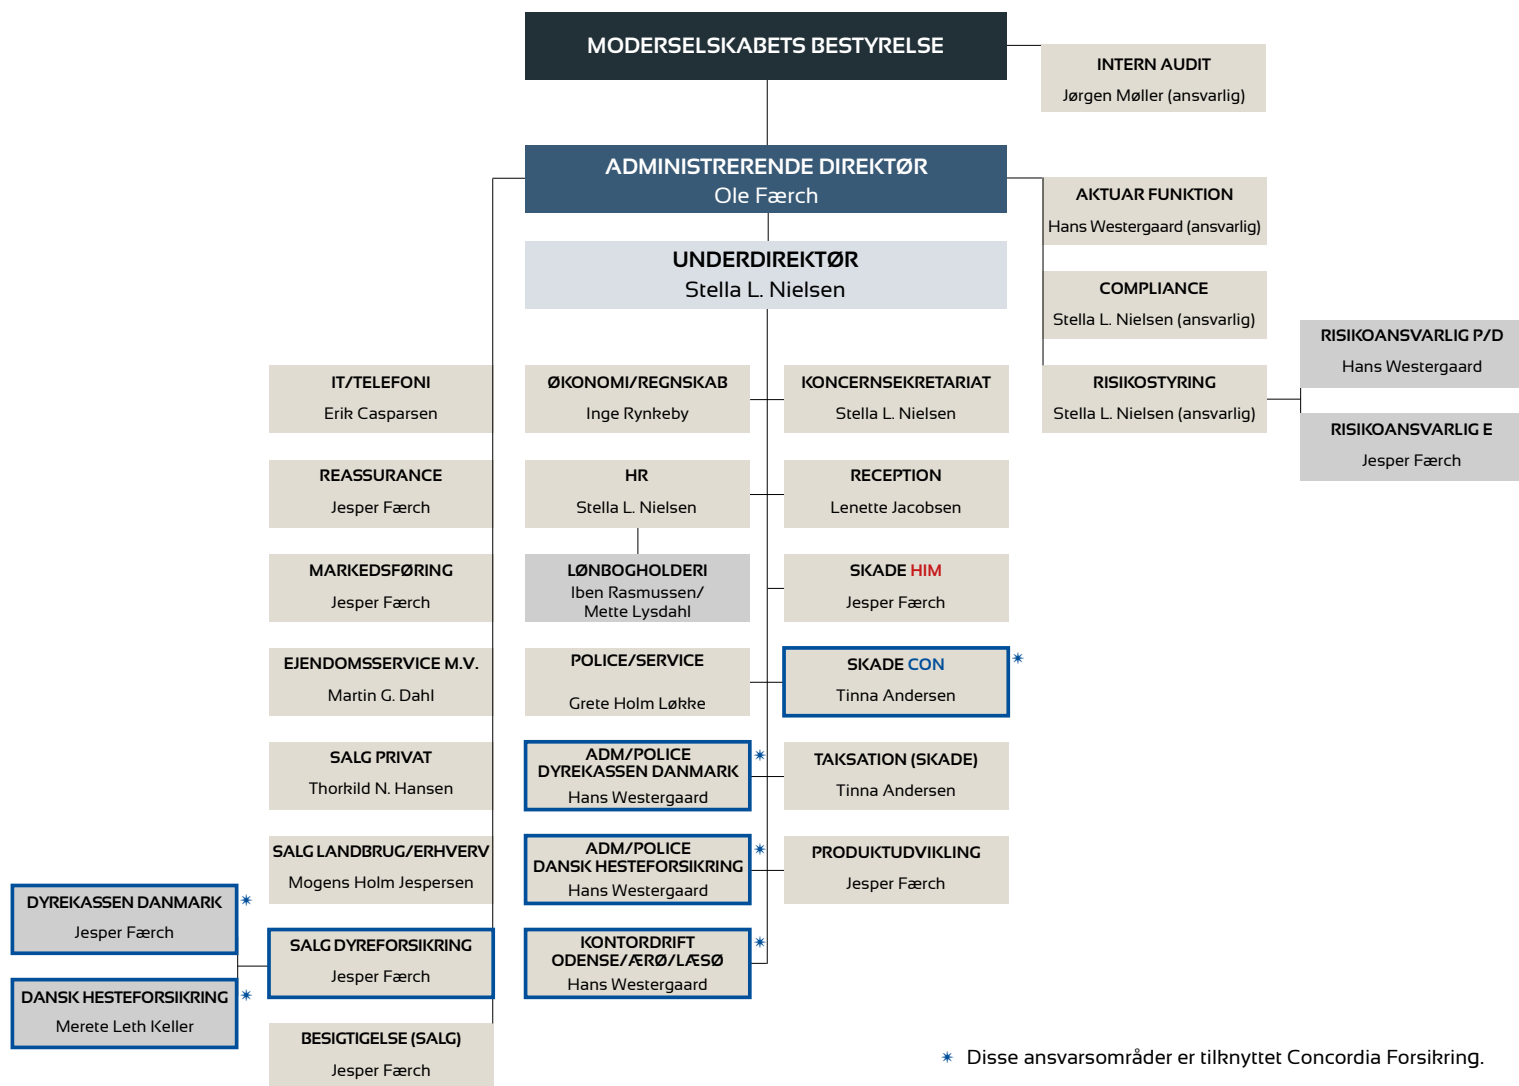 MODERSELSKABETS BESTYRELSE
INTERN AUDIT
Jørgen Møller (ansvarlig)
ADMINISTRERENDE DIREKTØR
Ole Færch
AKTUAR FUNKTION
Hans Westergaard (ansvarlig)
UNDERDIREKTØR
Stella L. Nielsen
COMPLIANCE
Stella L. Nielsen (ansvarlig)
RISIKOSTYRING
Stella L. Nielsen (ansvarlig)
RISIKOANSVARLIG P/D
Hans Westergaard
RISIKOANSVARLIG E
Jesper Færch
IT/TELEFONI
Erik Casparsen
REASSURANCE
Jesper Færch
MARKEDSFØRING
Jesper Færch
EJENDOMSSERVICE M.V.
Martin G. Dahl
SALG PRIVAT
Thorkild N. Hansen
SALG LANDBRUG/ERHVERV
Mogens Holm Jespersen
DYREKASSEN DANMARK ✷
Jesper Færch
DANSK HESTEFORSIKRING ✷
Merete Leth Keller
SALG DYREFORSIKRING
Jesper Færch
BESIGTIGELSE (SALG)
Jesper Færch
ØKONOMI/REGNSKAB
Inge Rynkeby
HR
Stella L. Nielsen
LØNBOGHOLDERI
Iben Rasmussen/
Mette Lysdahl
POLICE/SERVICE
Grete Holm Løkke
ADM/POLICE ✷
DYREKASSEN DANMARK
Hans Westergaard
ADM/POLICE ✷
DANSK HESTEFORSIKRING
Hans Westergaard
KONTORDRIFT ✷
ODENSE/ÆRØ/LÆSØ
Hans Westergaard
KONCERNSEKRETARIAT
Stella L. Nielsen
RECEPTION
Lenette Jacobsen
SKADE HIM
Jesper Færch
SKADE CON ✷
Tinna Andersen
TAKSATION (SKADE)
Tinna Andersen
PRODUKTUDVIKLING
Jesper Færch
✷ Disse ansvarsområder er tilknyttet Concordia Forsikring.